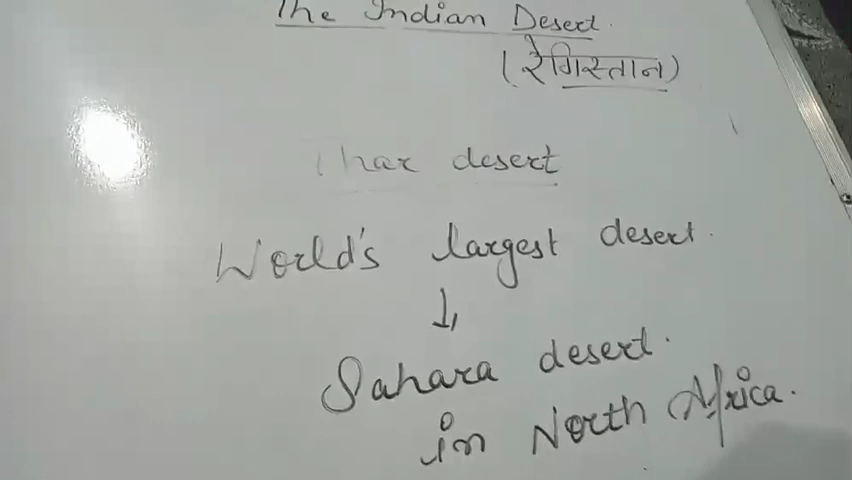 The Indian Desert.
(रेगिस्तान)
Thar desert
World's largest desert.
↓
Sahara desert.
in North Africa.